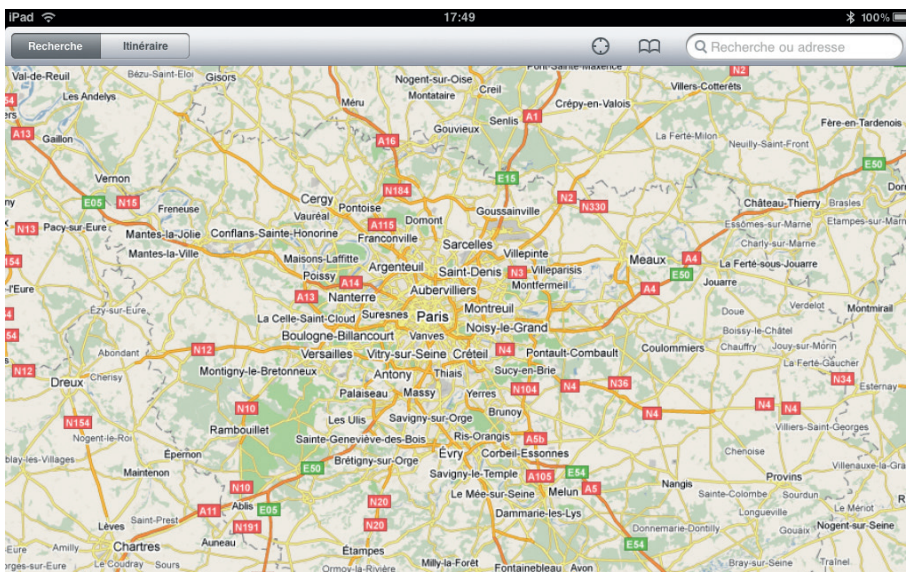 iPad 17:49 100%
Recherche Itinéraire Recherche ou adresse
Val-de-Reuil Bézu-Saint-Eloi Gisors Nogent-sur-Oise Pont-Sainte-Maxence N2
Les Andelys Méru Montataire Creil Villers-Cotterêts
Crépy-en-Valois
Senlis A1 Fère-en-Tardenois
A13 Gaillon A16 Gouvieux La Ferté-Milon
Neuilly-Saint-Front
E50
Vernon E15
E05 N15 N184 N2
Freneuse Cergy Pontoise Goussainville N330 Château-Thierry Brasles
Vauréal A115 Domont
N13 Pacy-sur-Eure Mantes-la-Jolie Conflans-Sainte-Honorine Franconville Essômes-sur-Marne
Mantes-la-Ville Sarcelles Villepinte Charly-sur-Marne
Maisons-Laffitte Meaux A4 La Ferté-sous-Jouarre
Poissy Argenteuil Saint-Denis N3 Villeparisis E50
A14 Aubervilliers Montfermeil A4 Jouarre
A13 Nanterre
Ézy-sur-Eure La Celle-Saint-Cloud Suresnes Paris Montreuil Doue Verdelot Montmirail
Boulogne-Billancourt Vanves Noisy-le-Grand Boissy-le-Châtel
Abondant N12 Versailles Vitry-sur-Seine Créteil N4 Pontault-Combault Coulommiers Chauffry Jouy-sur-Morin
N12 Montigny-le-Bretonneux Antony Thiais Sucy-en-Brie La Ferté-Gaucher
Dreux Cherisy Palaiseau Massy Yerres N104 N4 N36 N34 Esternay
N10 Brunoy N4 N4 N4
N154 Rambouillet Les Ulis Savigny-sur-Orge Villiers-Saint-Georges
Nogent-le-Roi Sainte-Geneviève-des-Bois Ris-Orangis A5b
Épernon Évry Corbeil-Essonnes Chenoise
Maintenon E50 Brétigny-sur-Orge Savigny-le-Temple E54 Provins
N10 A105 Melun A5 Nangis Sainte-Colombe Sourdun
N20 Le Mée-sur-Seine Longueville Le Mériot
A11 Ablis E05 Dammarie-les-Lys
Lèves Saint-Prest N191 N20 Donnemarie-Dontilly Gouaix Nogent-sur-Seine
Amilly Chartres Auneau Étampes E54
Le Coudray Sours Ormoy-la-Rivière Milly-la-Forêt Fontainebleau Avon Bray-sur-Seine Traînel